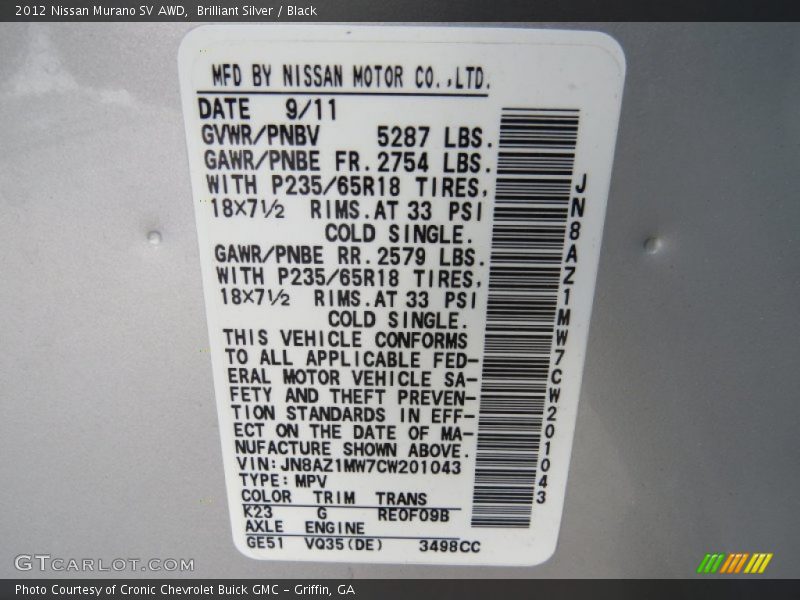 2012 Nissan Murano SV AWD,  Brilliant Silver / Black
MFD BY NISSAN MOTOR CO.,LTD.
DATE 9/11
GVWR/PNBV 5287 LBS.
GAWR/PNBE FR. 2754 LBS.
WITH P235/65R18 TIRES,
18×7½ RIMS. AT 33 PSI
COLD SINGLE.
GAWR/PNBE RR. 2579 LBS.
WITH P235/65R18 TIRES,
18×7½ RIMS. AT 33 PSI
COLD SINGLE.
THIS VEHICLE CONFORMS
TO ALL APPLICABLE FED-
ERAL MOTOR VEHICLE SA-
FETY AND THEFT PREVEN-
TION STANDARDS IN EFF-
ECT ON THE DATE OF MA-
NUFACTURE SHOWN ABOVE.
VIN:JN8AZ1MW7CW201043
TYPE:MPV
COLOR TRIM TRANS
K23 G RE0F09B
AXLE ENGINE
GE51 VQ35(DE) 3498CC
JN8AZ1MW7CW201043
GTCARLOT.COM
Photo Courtesy of Cronic Chevrolet Buick GMC - Griffin, GA